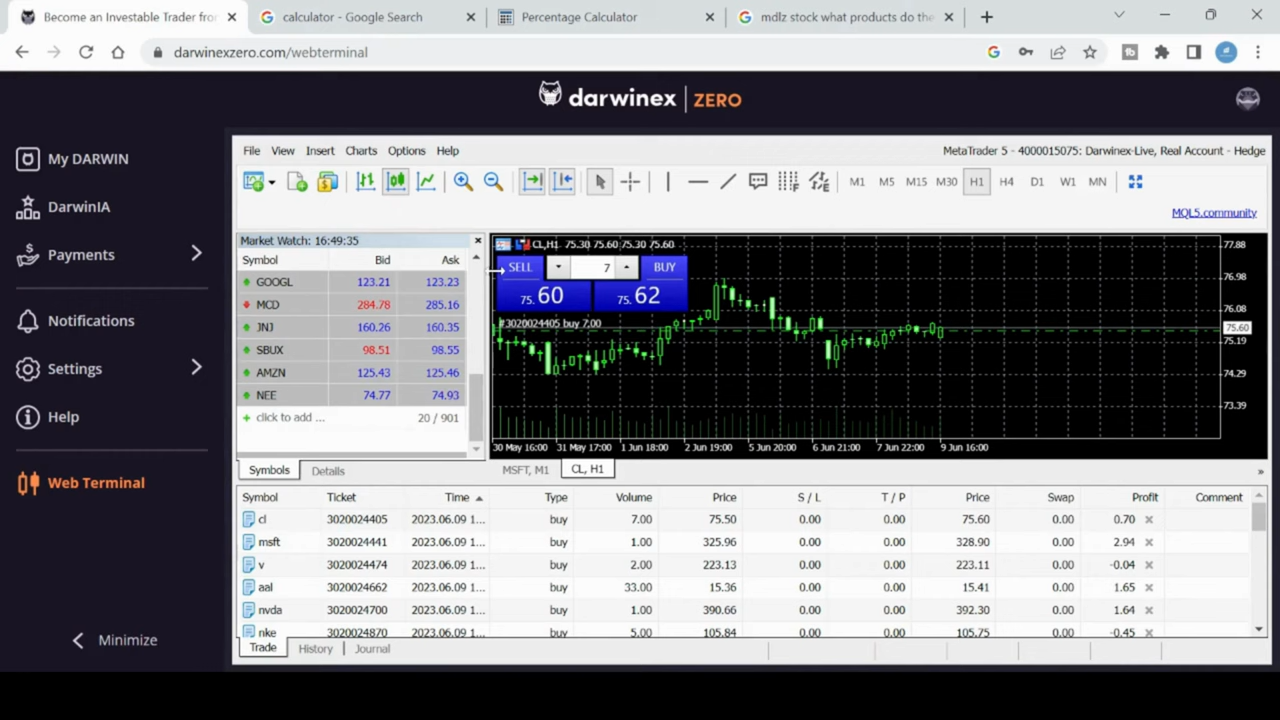 Become an Investable Trader from
calculator - Google Search
Percentage Calculator
mdlz stock what products do the
darwinexzero.com/webterminal
darwinex | ZERO
My DARWIN
DarwinIA
Payments
Notifications
Settings
Help
Web Terminal
Minimize
File View Insert Charts Options Help
MetaTrader 5 - 4000015075: Darwinex-Live, Real Account - Hedge
M1 M5 M15 M30 H1 H4 D1 W1 MN
MQL5.community
Market Watch: 16:49:35
Symbol Bid Ask
GOOGL 123.21 123.23
MCD 284.78 285.16
JNJ 160.26 160.35
SBUX 98.51 98.55
AMZN 125.43 125.46
NEE 74.77 74.93
click to add ... 20 / 901
Symbols Details
CL,H1 75.30 75.60 75.30 75.60
SELL 7 BUY
75.60 75.62
#3020024405 buy 7.00
77.88
76.98
76.08
75.60
75.19
74.29
73.39
30 May 16:00 31 May 17:00 1 Jun 18:00 2 Jun 19:00 5 Jun 20:00 6 Jun 21:00 7 Jun 22:00 9 Jun 16:00
MSFT, M1 CL, H1
Symbol Ticket Time Type Volume Price S / L T / P Price Swap Profit Comment
cl 3020024405 2023.06.09 1... buy 7.00 75.50 0.00 0.00 75.60 0.00 0.70
msft 3020024441 2023.06.09 1... buy 1.00 325.96 0.00 0.00 328.90 0.00 2.94
v 3020024474 2023.06.09 1... buy 2.00 223.13 0.00 0.00 223.11 0.00 -0.04
aal 3020024662 2023.06.09 1... buy 33.00 15.36 0.00 0.00 15.41 0.00 1.65
nvda 3020024700 2023.06.09 1... buy 1.00 390.66 0.00 0.00 392.30 0.00 1.64
nke 3020024870 2023.06.09 1... buy 5.00 105.84 0.00 0.00 105.75 0.00 -0.45
Trade History Journal